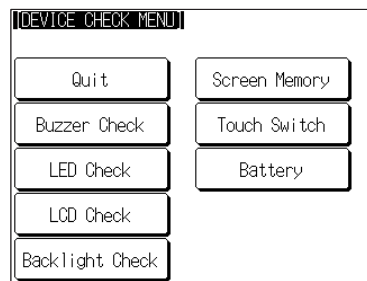 [DEVICE CHECK MENU]
Quit
Screen Memory
Buzzer Check
Touch Switch
LED Check
Battery
LCD Check
Backlight Check